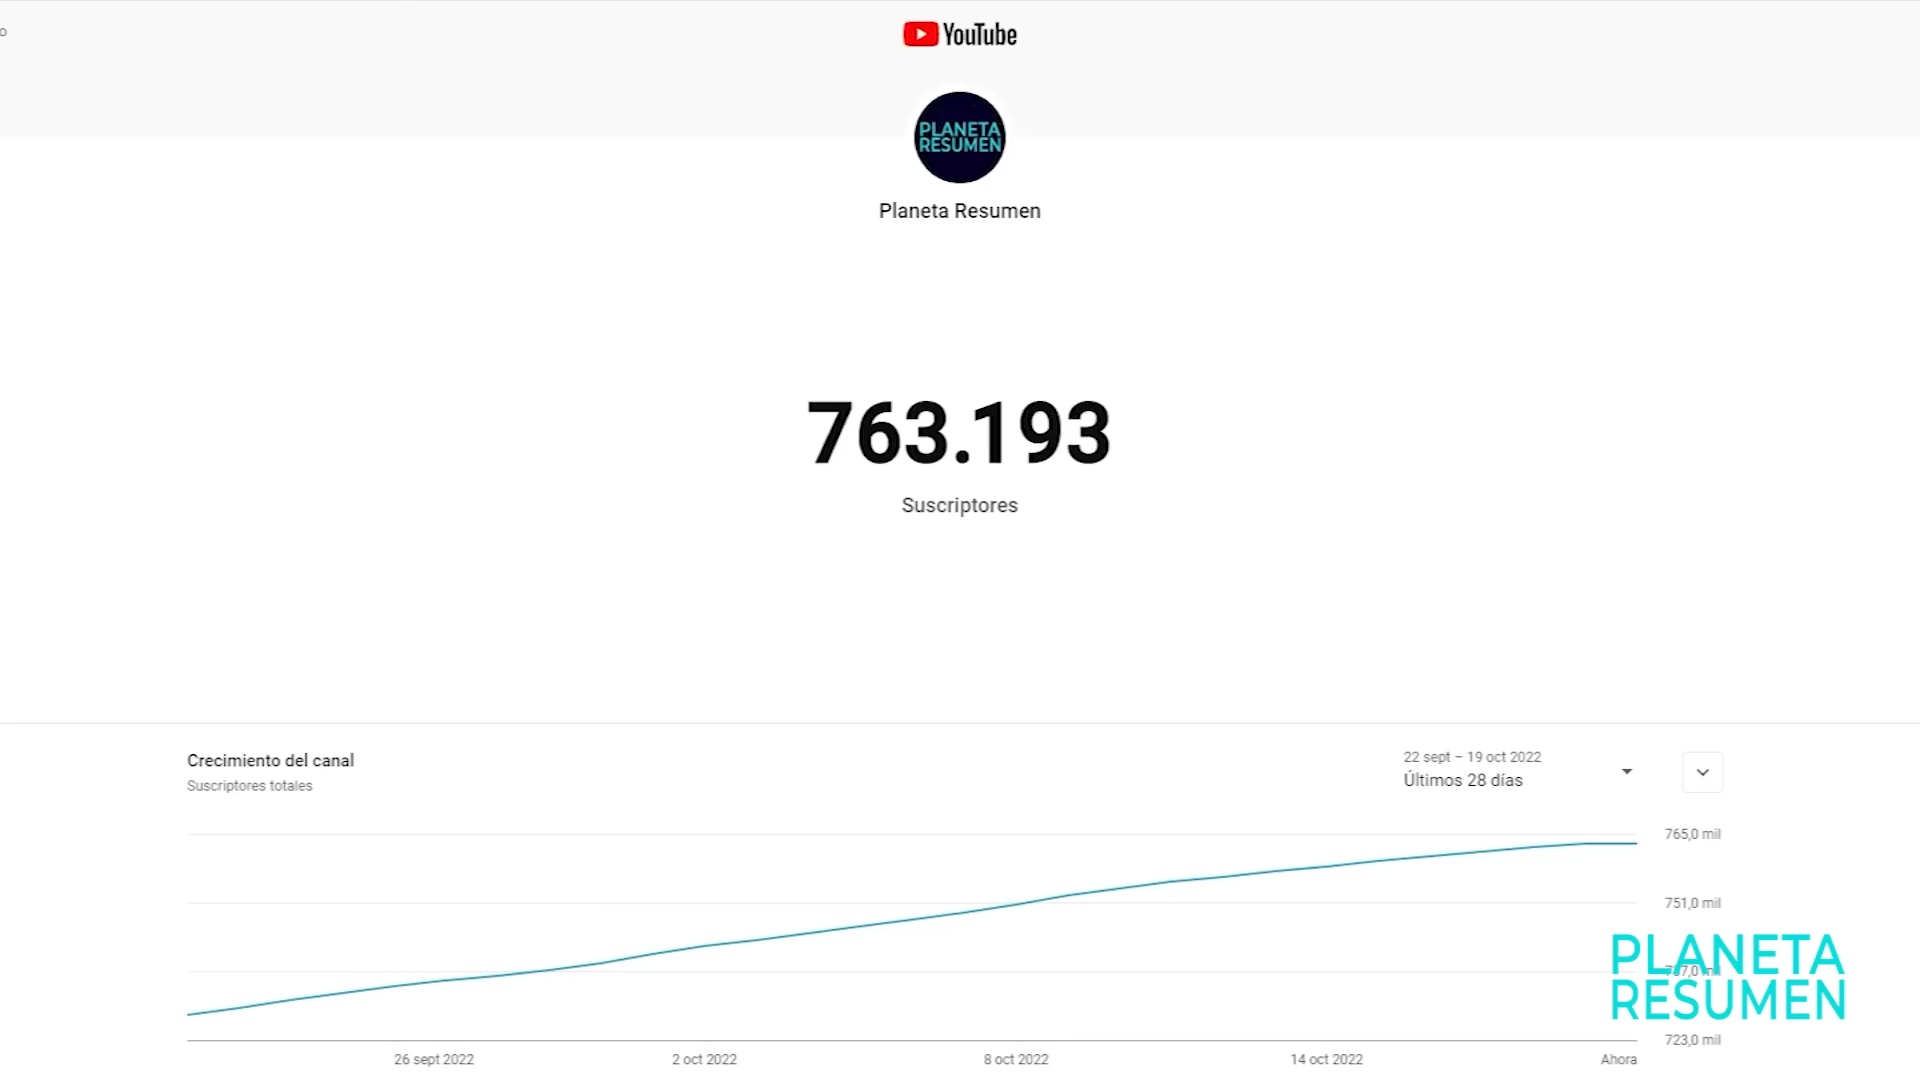 YouTube
PLANETA
RESUMEN
Planeta Resumen
763.193
Suscriptores
Crecimiento del canal
Suscriptores totales
22 sept – 19 oct 2022
Últimos 28 días
765,0 mil
751,0 mil
PLANETA
RESUMEN
723,0 mil
26 sept 2022
2 oct 2022
8 oct 2022
14 oct 2022
Ahora